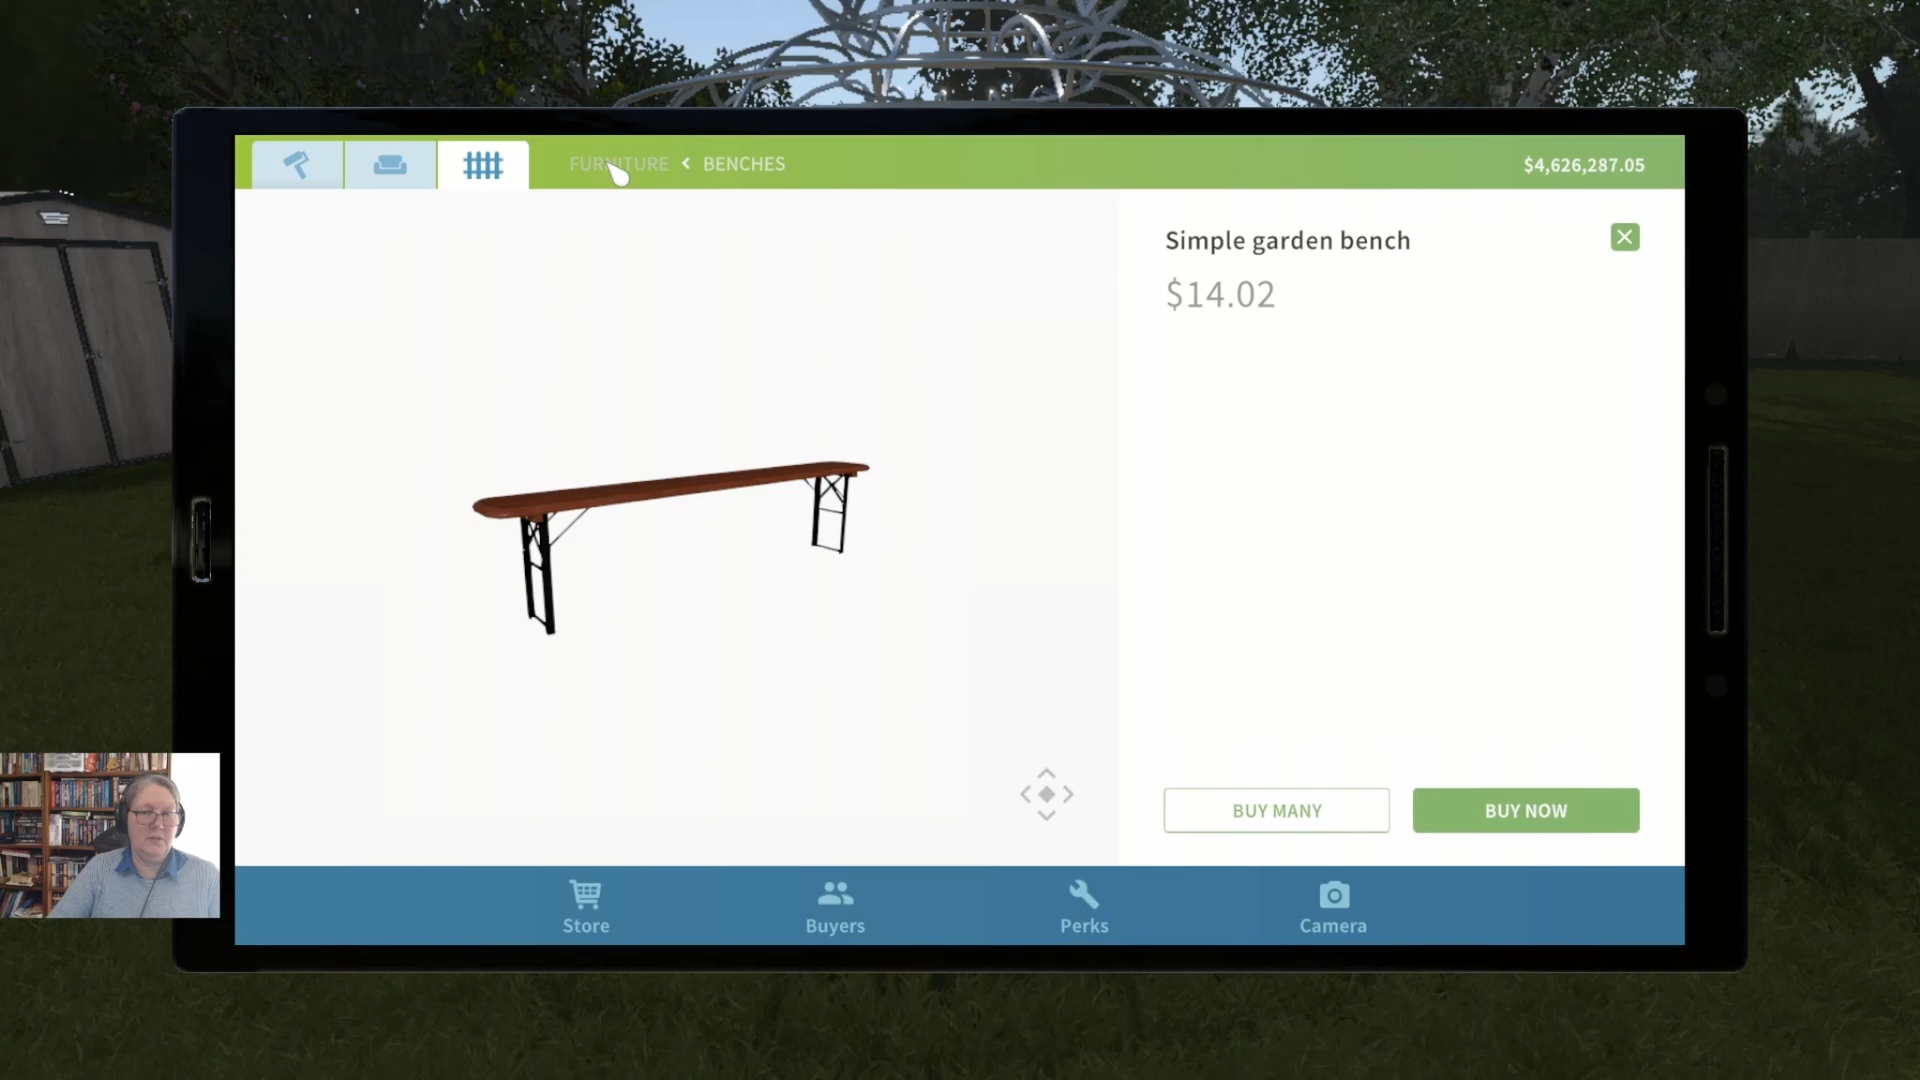 FURNITURE < BENCHES
$4,626,287.05
Simple garden bench
$14.02
BUY MANY
BUY NOW
Store
Buyers
Perks
Camera